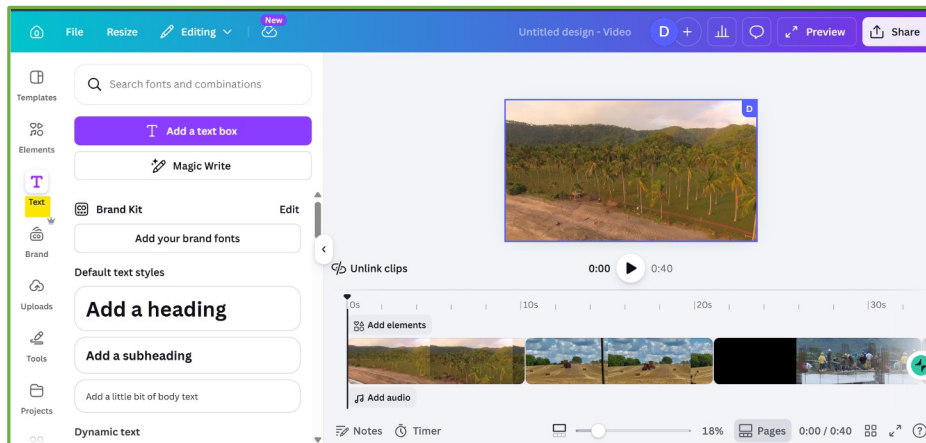 File Resize Editing New Untitled design - Video D + Preview Share
Templates
Elements
Text
Brand
Uploads
Tools
Projects
Search fonts and combinations
T Add a text box
Magic Write
Brand Kit Edit
Add your brand fonts
Default text styles
Add a heading
Add a subheading
Add a little bit of body text
Dynamic text
D
Unlink clips 0:00 0:40
0s 10s 20s 30s
Add elements
Add audio
Notes Timer 18% Pages 0:00 / 0:40 ?